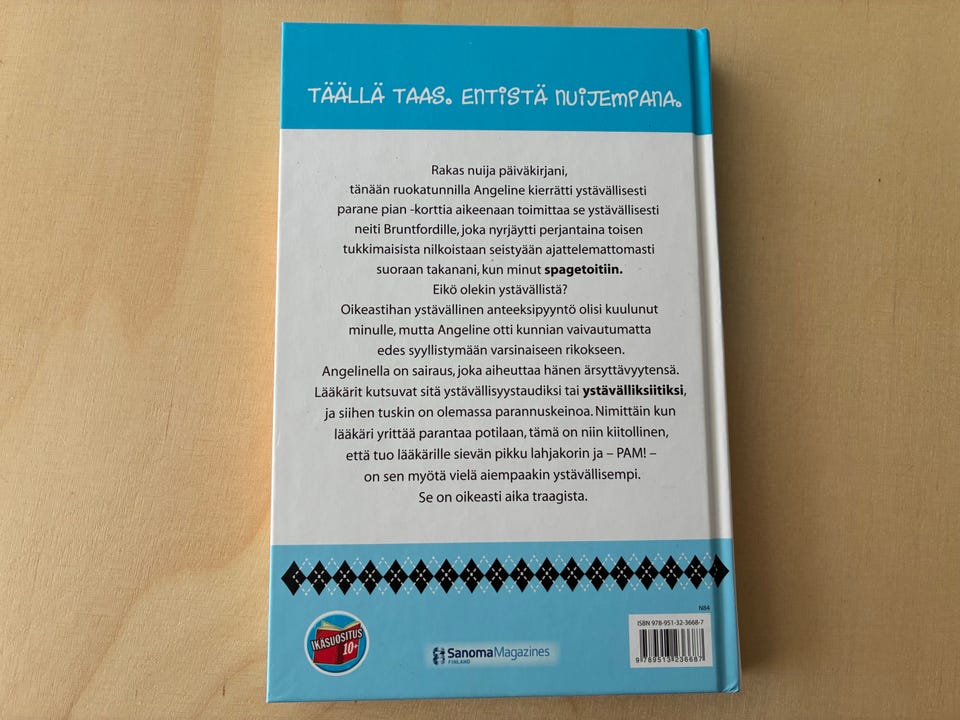 TÄÄLLÄ TAAS. ENTISTÄ NUIJEMPANA.
Rakas nuija päiväkirjani,
tänään ruokatunnilla Angeline kierrätti ystävällisesti
parane pian -korttia aikeenaan toimittaa se ystävällisesti
neiti Bruntfordille, joka nyrjäytti perjantaina toisen
tukkimaisista nilkoistaan seistyään ajattelemattomasti
suoraan takanani, kun minut spagetoitiin.
Eikö olekin ystävällistä?
Oikeastihan ystävällinen anteeksipyyntö olisi kuulunut
minulle, mutta Angeline otti kunnian vaivautumatta
edes syyllistymään varsinaiseen rikokseen.
Angelinella on sairaus, joka aiheuttaa hänen ärsyttävyytensä.
Lääkärit kutsuvat sitä ystävällisyystaudiksi tai ystävälliksiitiksi,
ja siihen tuskin on olemassa parannuskeinoa. Nimittäin kun
lääkäri yrittää parantaa potilaan, tämä on niin kiitollinen,
että tuo lääkärille sievän pikku lahjakorin ja – PAM! –
on sen myötä vielä aiempaakin ystävällisempi.
Se on oikeasti aika traagista.
N84
ISBN 978-951-32-3668-7
9 789513 236687
IKÄSUOSITUS
10+
SanomaMagazines
FINLAND